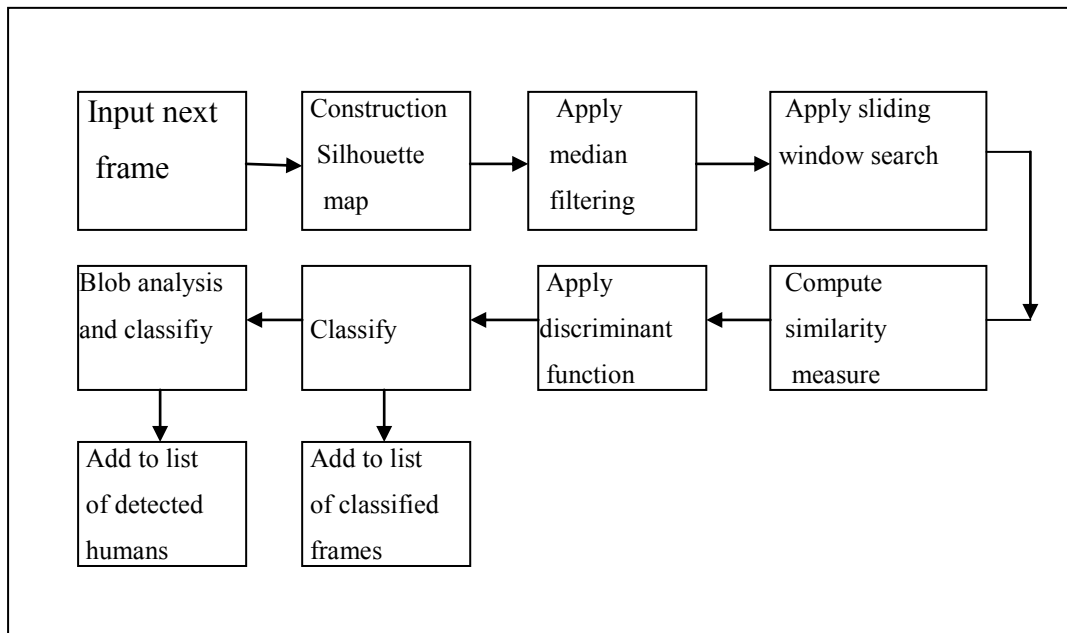 Input next
frame
Construction
Silhouette
map
Apply
median
filtering
Apply sliding
window search
Blob analysis
and classifiy
Classify
Apply
discriminant
function
Compute
similarity
measure
Add to list
of detected
humans
Add to list
of classified
frames